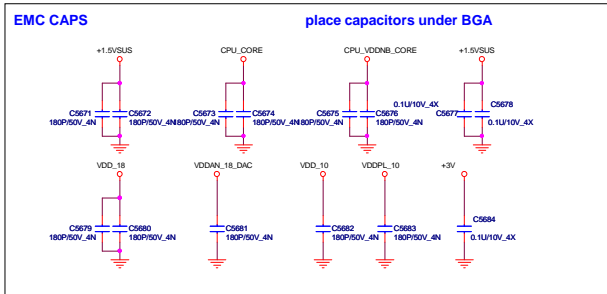 EMC CAPS place capacitors under BGA
+1.5VSUS CPU_CORE CPU_VDDNB_CORE +1.5VSUS
0.1U/10V_4X
C5671 C5672 C5673 C5674 C5675 C5676 C5677 C5678
180P/50V_4N 180P/50V_4N 180P/50V_4N 180P/50V_4N 180P/50V_4N 180P/50V_4N 0.1U/10V_4X
VDD_18 VDDAN_18_DAC VDD_10 VDDPL_10 +3V
C5684
C5679 C5680 C5681 C5682 C5683
180P/50V_4N 180P/50V_4N 180P/50V_4N 180P/50V_4N 180P/50V_4N 0.1U/10V_4X